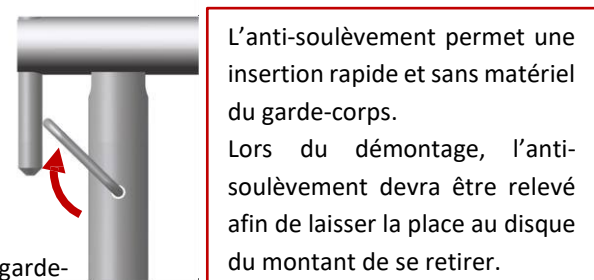 L'anti-soulèvement permet une
insertion rapide et sans matériel
du garde-corps.
Lors du démontage, l'anti-
soulèvement devra être relevé
afin de laisser la place au disque
du montant de se retirer.
garde-